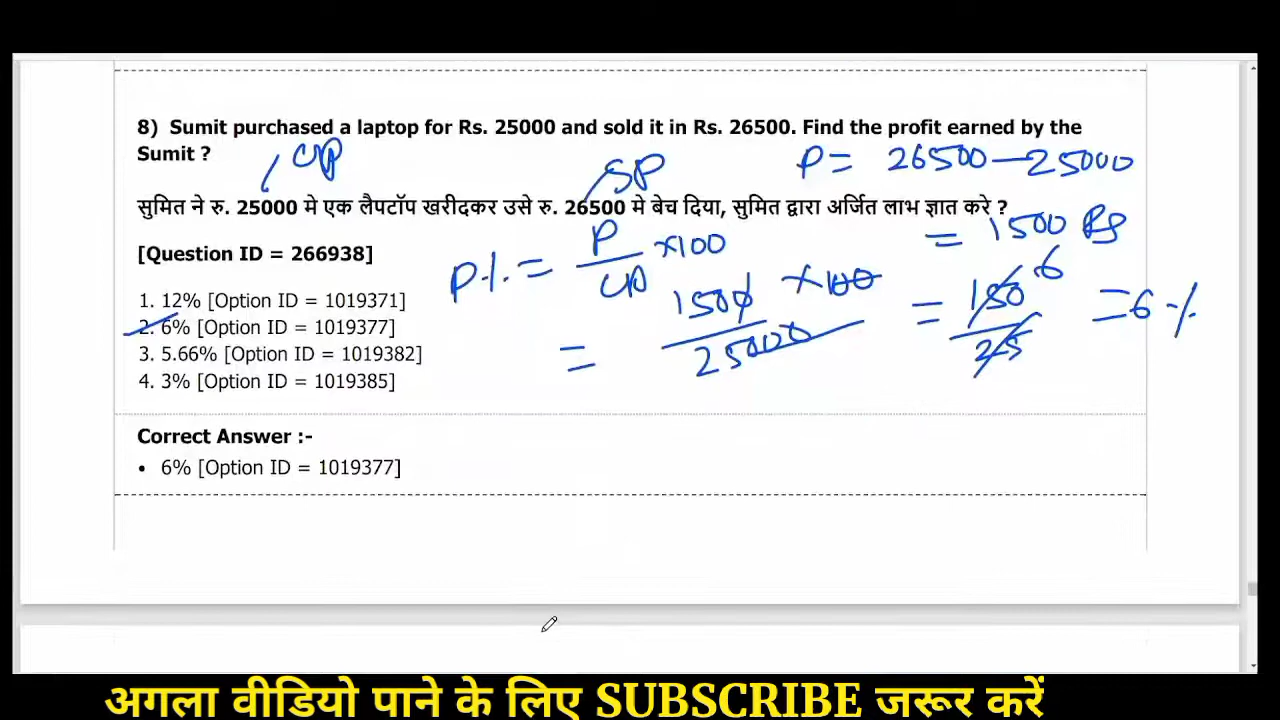 8) Sumit purchased a laptop for Rs. 25000 and sold it in Rs. 26500. Find the profit earned by the
Sumit ?
CP
SP
P = 26500 - 25000
सुमित ने रु. 25000 मे एक लैपटॉप खरीदकर उसे रु. 26500 मे बेच दिया, सुमित द्वारा अर्जित लाभ ज्ञात करे ?
= 1500 Rs
[Question ID = 266938]
P% = P/CP ×100
1. 12% [Option ID = 1019371]
2. 6% [Option ID = 1019377]
3. 5.66% [Option ID = 1019382]
4. 3% [Option ID = 1019385]
= 1500/25000 ×100 = 150/25 6 = 6%
Correct Answer :-
• 6% [Option ID = 1019377]
अगला वीडियो पाने के लिए SUBSCRIBE जरूर करें